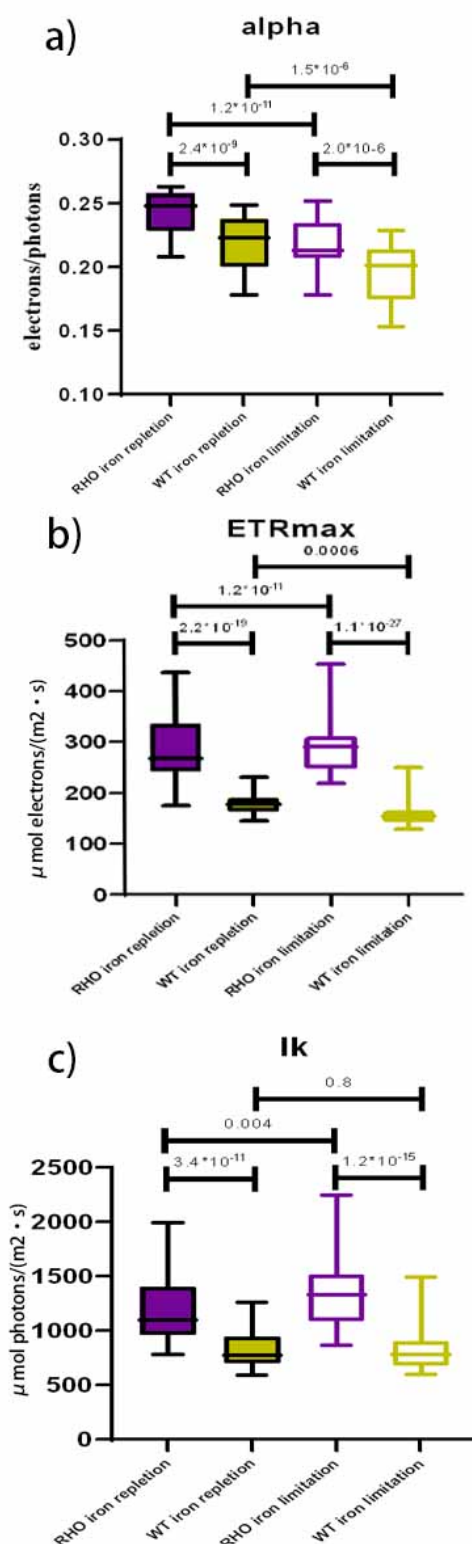 a)
alpha
1.5*10-6
1.2*10-11
2.4*10-9
2.0*10-6
electrons/photons
0.30
0.25
0.20
0.15
0.10
RHO iron repletion
WT iron repletion
RHO iron limitation
WT iron limitation
b)
ETRmax
0.0006
1.2*10-11
2.2*10-19
1.1*10-27
μmol electrons/(m2・s)
500
400
300
200
100
0
RHO iron repletion
WT iron repletion
RHO iron limitation
WT iron limitation
c)
Ik
0.8
0.004
3.4*10-11
1.2*10-15
μmol photons/(m2・s)
2500
2000
1500
1000
500
0
RHO iron repletion
WT iron repletion
RHO iron limitation
WT iron limitation